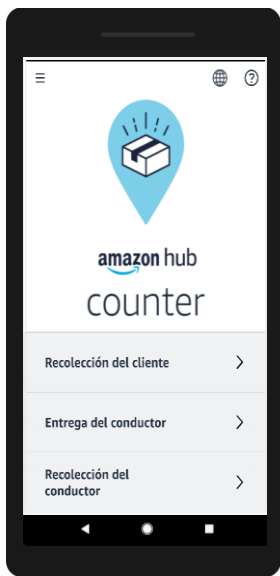 amazon hub
counter
Recolección del cliente
Entrega del conductor
Recolección del
conductor